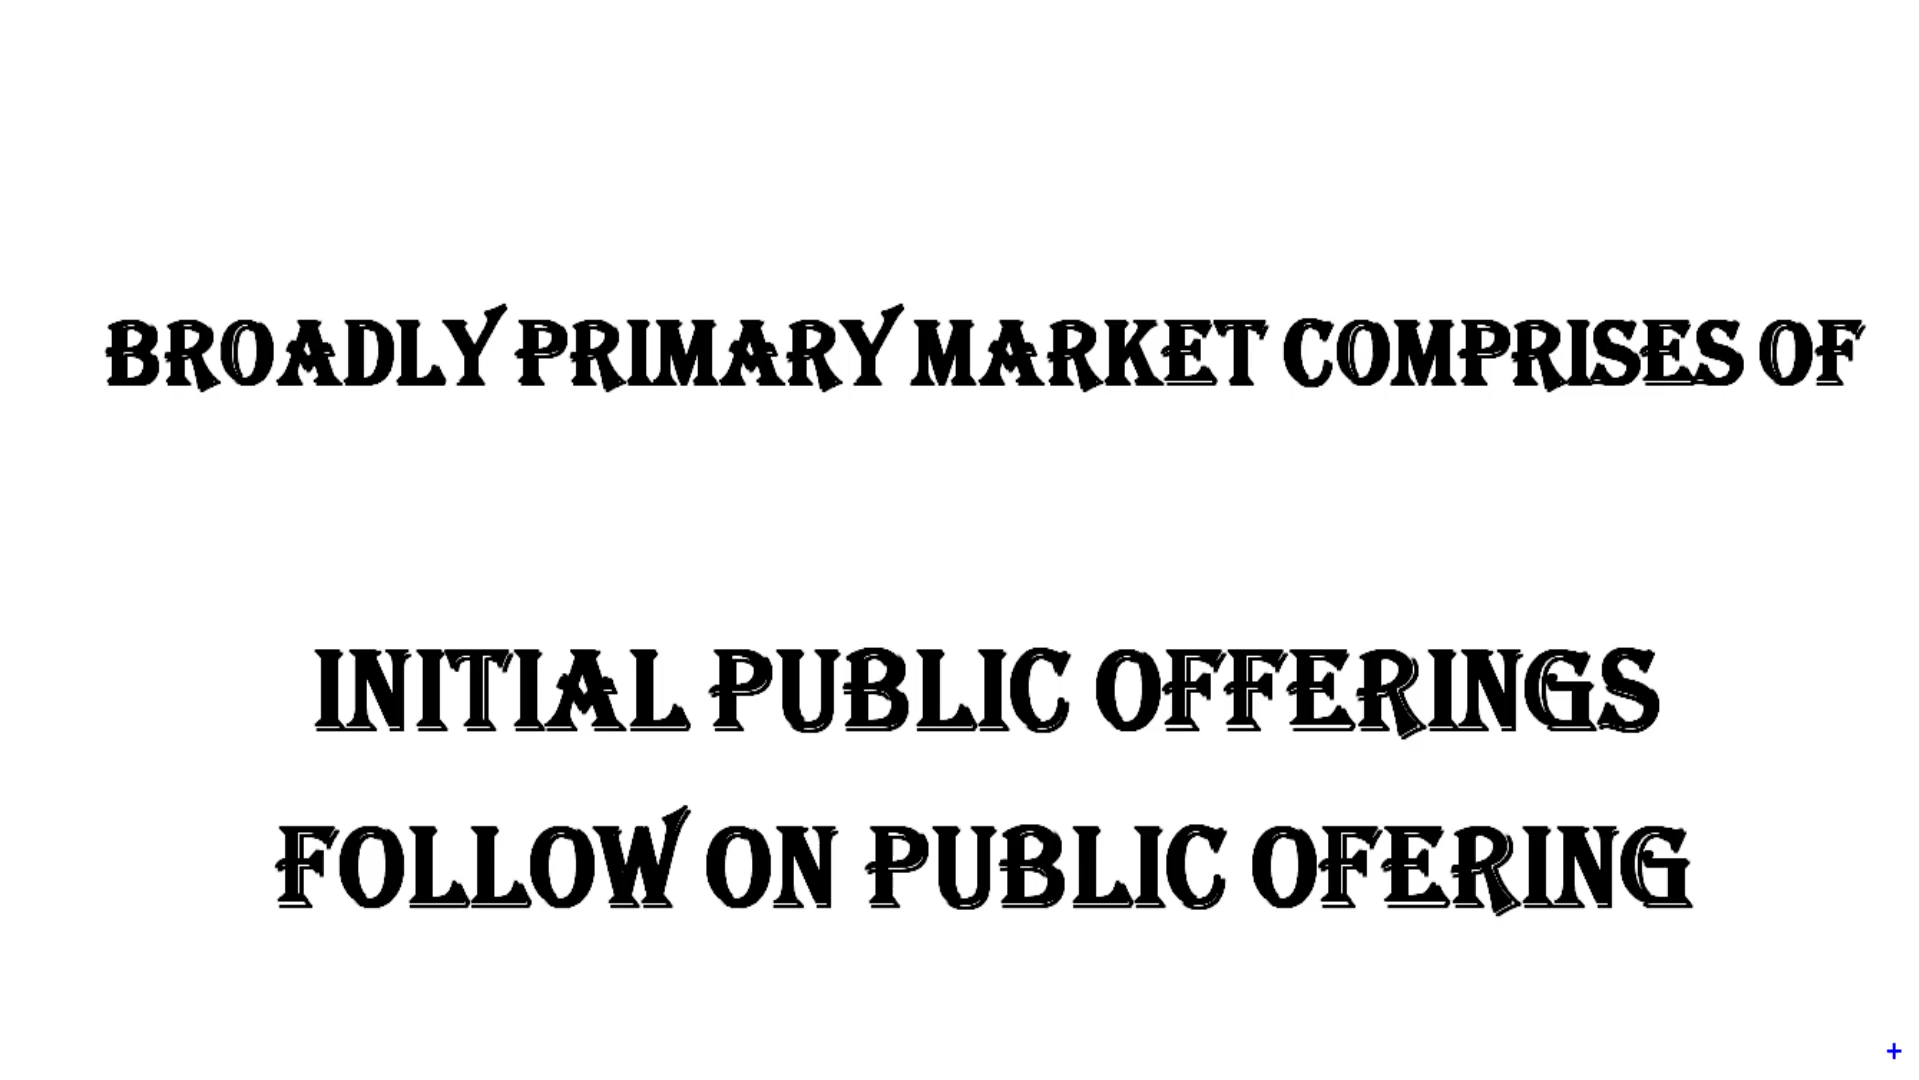 BROADLY PRIMARY MARKET COMPRISES OF
INITIAL PUBLIC OFFERINGS
FOLLOW ON PUBLIC OFERING
+